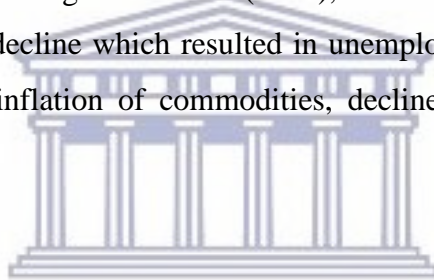 decline which resulted in unemplo
inflation of commodities, decline